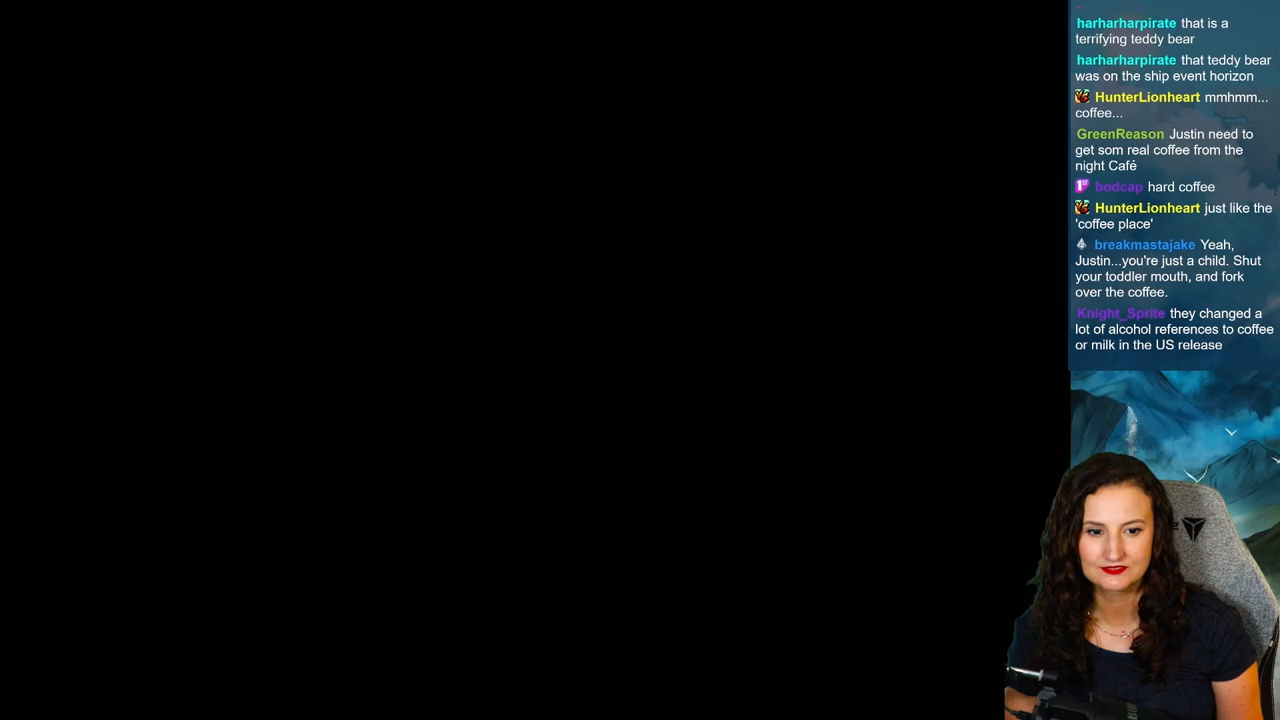 harharharpirate that is a
terrifying teddy bear
harharharpirate that teddy bear
was on the ship event horizon
HunterLionheart mmhmm...
coffee...
GreenReason Justin need to
get som real coffee from the
night Café
1ST bodcap hard coffee
HunterLionheart just like the
'coffee place'
breakmastajake Yeah,
Justin...you're just a child. Shut
your toddler mouth, and fork
over the coffee.
Knight_Sprite they changed a
lot of alcohol references to coffee
or milk in the US release